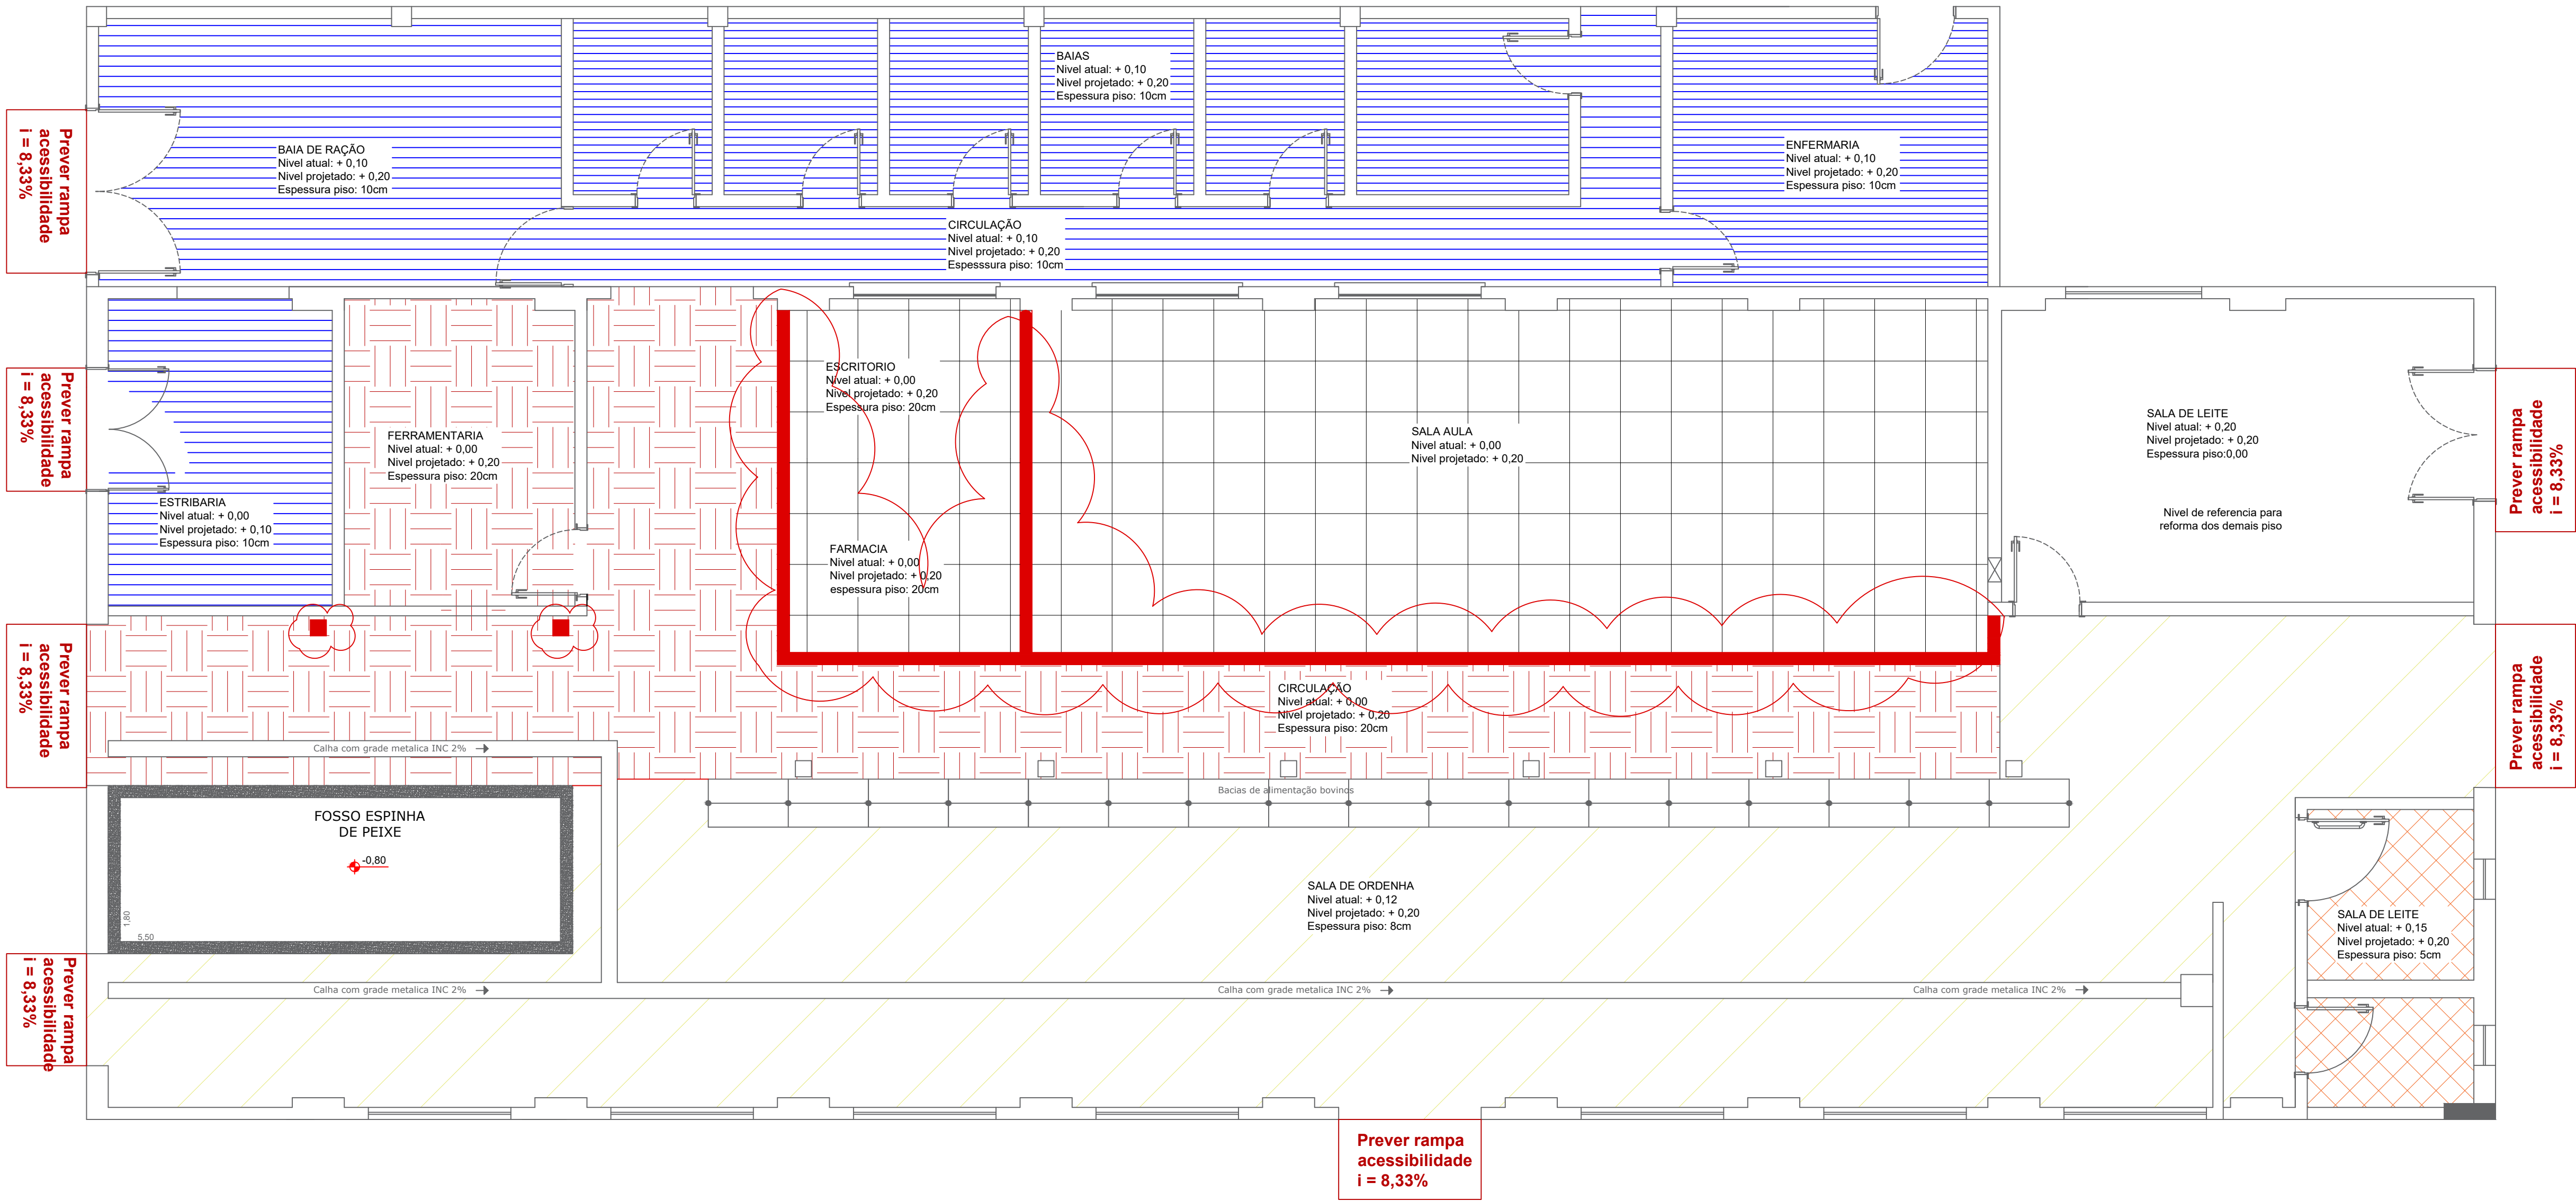 BAIAS
Nivel atual: + 0,10
Nivel projetado: + 0,20
Espessura piso: 10cm
BAIA DE RAÇÃO
Nivel atual: + 0,10
Nivel projetado: + 0,20
Espessura piso: 10cm
ENFERMARIA
Nivel atual: + 0,10
Nivel projetado: + 0,20
Espessura piso: 10cm
CIRCULAÇÃO
Nivel atual: + 0,10
Nivel projetado: + 0,20
Espesssura piso: 10cm
Prever rampa
acessibilidade
i = 8,33%
Prever rampa
acessibilidade
i = 8,33%
ESCRITORIO
Nivel atual: + 0,00
Nivel projetado: + 0,20
Espessura piso: 20cm
FERRAMENTARIA
Nivel atual: + 0,00
Nivel projetado: + 0,20
Espessura piso: 20cm
SALA AULA
Nivel atual: + 0,00
Nivel projetado: + 0,20
SALA DE LEITE
Nivel atual: + 0,20
Nivel projetado: + 0,20
Espessura piso:0,00
Nivel de referencia para
reforma dos demais piso
Prever rampa
acessibilidade
i = 8,33%
ESTRIBARIA
Nivel atual: + 0,00
Nivel projetado: + 0,10
Espessura piso: 10cm
FARMACIA
Nivel atual: + 0,00
Nivel projetado: + 0,20
espessura piso: 20cm
Prever rampa
acessibilidade
i = 8,33%
CIRCULAÇÃO
Nivel atual: + 0,00
Nivel projetado: + 0,20
Espessura piso: 20cm
Prever rampa
acessibilidade
i = 8,33%
Calha com grade metalica INC 2%
Bacias de alimentação bovinos
FOSSO ESPINHA
DE PEIXE
-0,80
1,80
5,50
SALA DE ORDENHA
Nivel atual: + 0,12
Nivel projetado: + 0,20
Espessura piso: 8cm
SALA DE LEITE
Nivel atual: + 0,15
Nivel projetado: + 0,20
Espessura piso: 5cm
Prever rampa
acessibilidade
i = 8,33%
Calha com grade metalica INC 2%
Calha com grade metalica INC 2%
Calha com grade metalica INC 2%
Prever rampa
acessibilidade
i = 8,33%